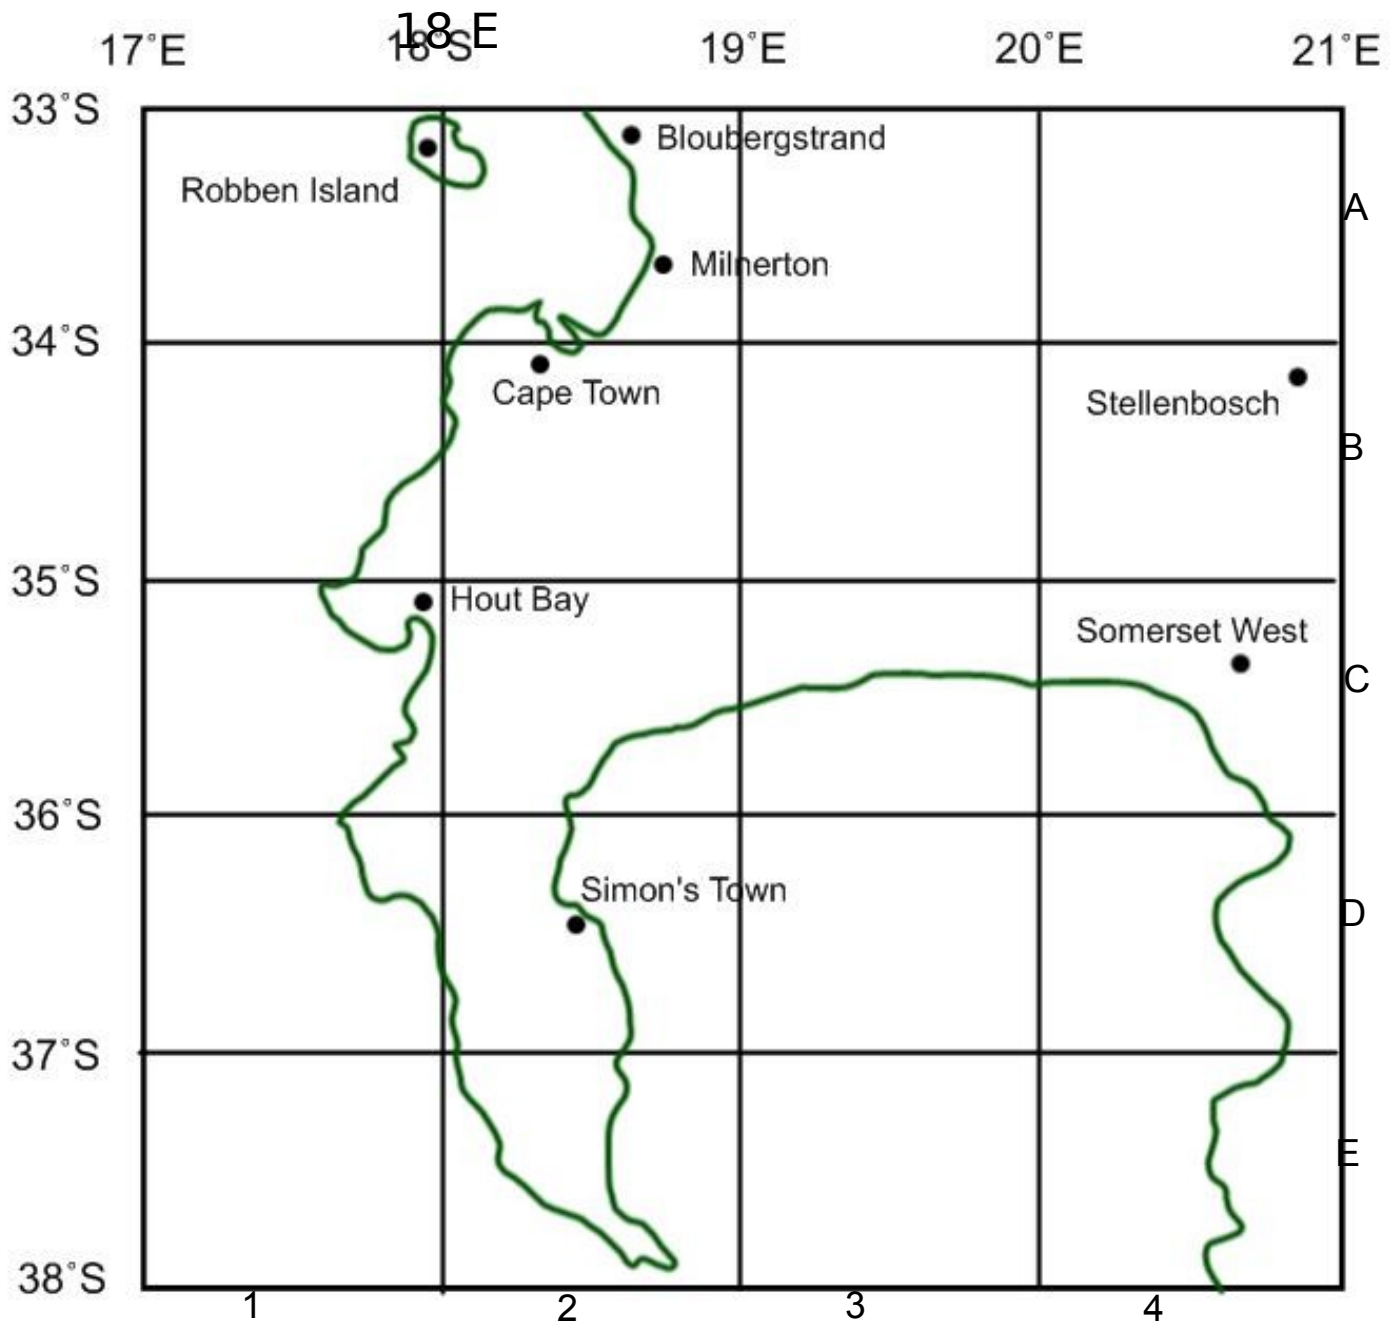 18 E
17°E 18°S 19°E 20°E 21°E
33°S
Bloubergstrand
Robben Island
A
Milnerton
34°S
Cape Town
Stellenbosch
B
35°S
Hout Bay
Somerset West
C
36°S
Simon's Town
D
37°S
E
38°S
1 2 3 4